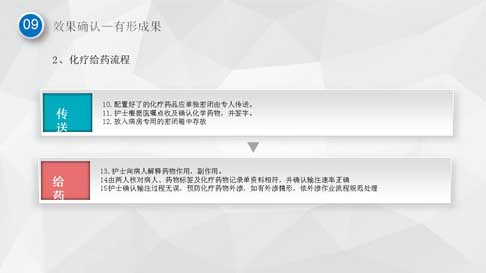 09
效果确认—有形成果
2、化疗给药流程
传送
10. 配置好了的化疗药品应单独密闭由专人传送。
11. 护士根据医嘱点收及确认化学药物，并签字。
12. 放入病房专用的密闭箱中存放
给药
13. 护士向病人解释药物作用，副作用。
14由两人核对病人、药物标签及化疗药物记录单资料相符，并确认输注速率正确
15护士确认输注过程无误，预防化疗药物外渗，如有外渗情形，依外渗作业流程规范处理